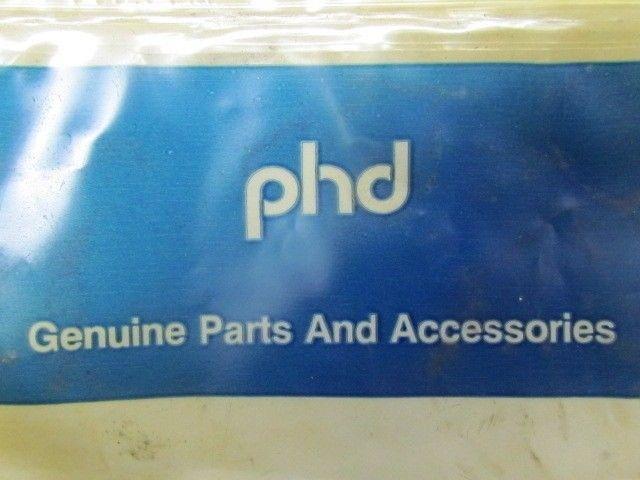 phd
Genuine Parts And Accessories